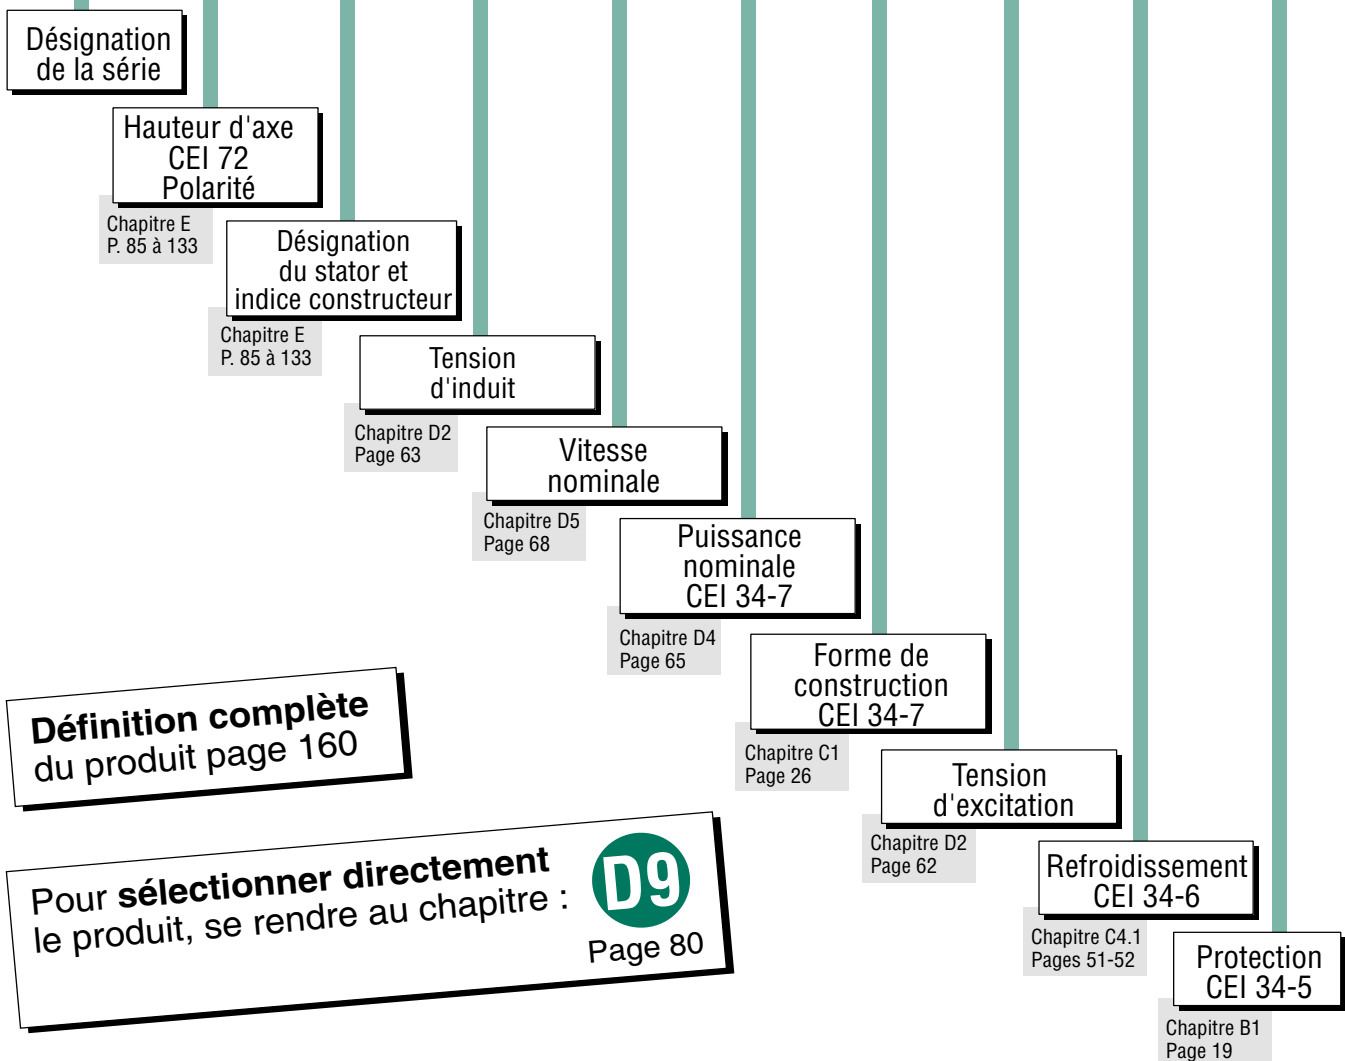 Désignation
de la série
Hauteur d'axe
CEI 72
Polarité
Chapitre E
P. 85 à 133
Désignation
du stator et
indice constructeur
Chapitre E
P. 85 à 133
Tension
d'induit
Chapitre D2
Page 63
Vitesse
nominale
Chapitre D5
Page 68
Puissance
nominale
CEI 34-7
Chapitre D4
Page 65
Forme de
construction
CEI 34-7
Chapitre C1
Page 26
Tension
d'excitation
Chapitre D2
Page 62
Refroidissement
CEI 34-6
Chapitre C4.1
Pages 51-52
Protection
CEI 34-5
Chapitre B1
Page 19
Définition complète
du produit page 160
Pour sélectionner directement
le produit, se rendre au chapitre :
D9
Page 80